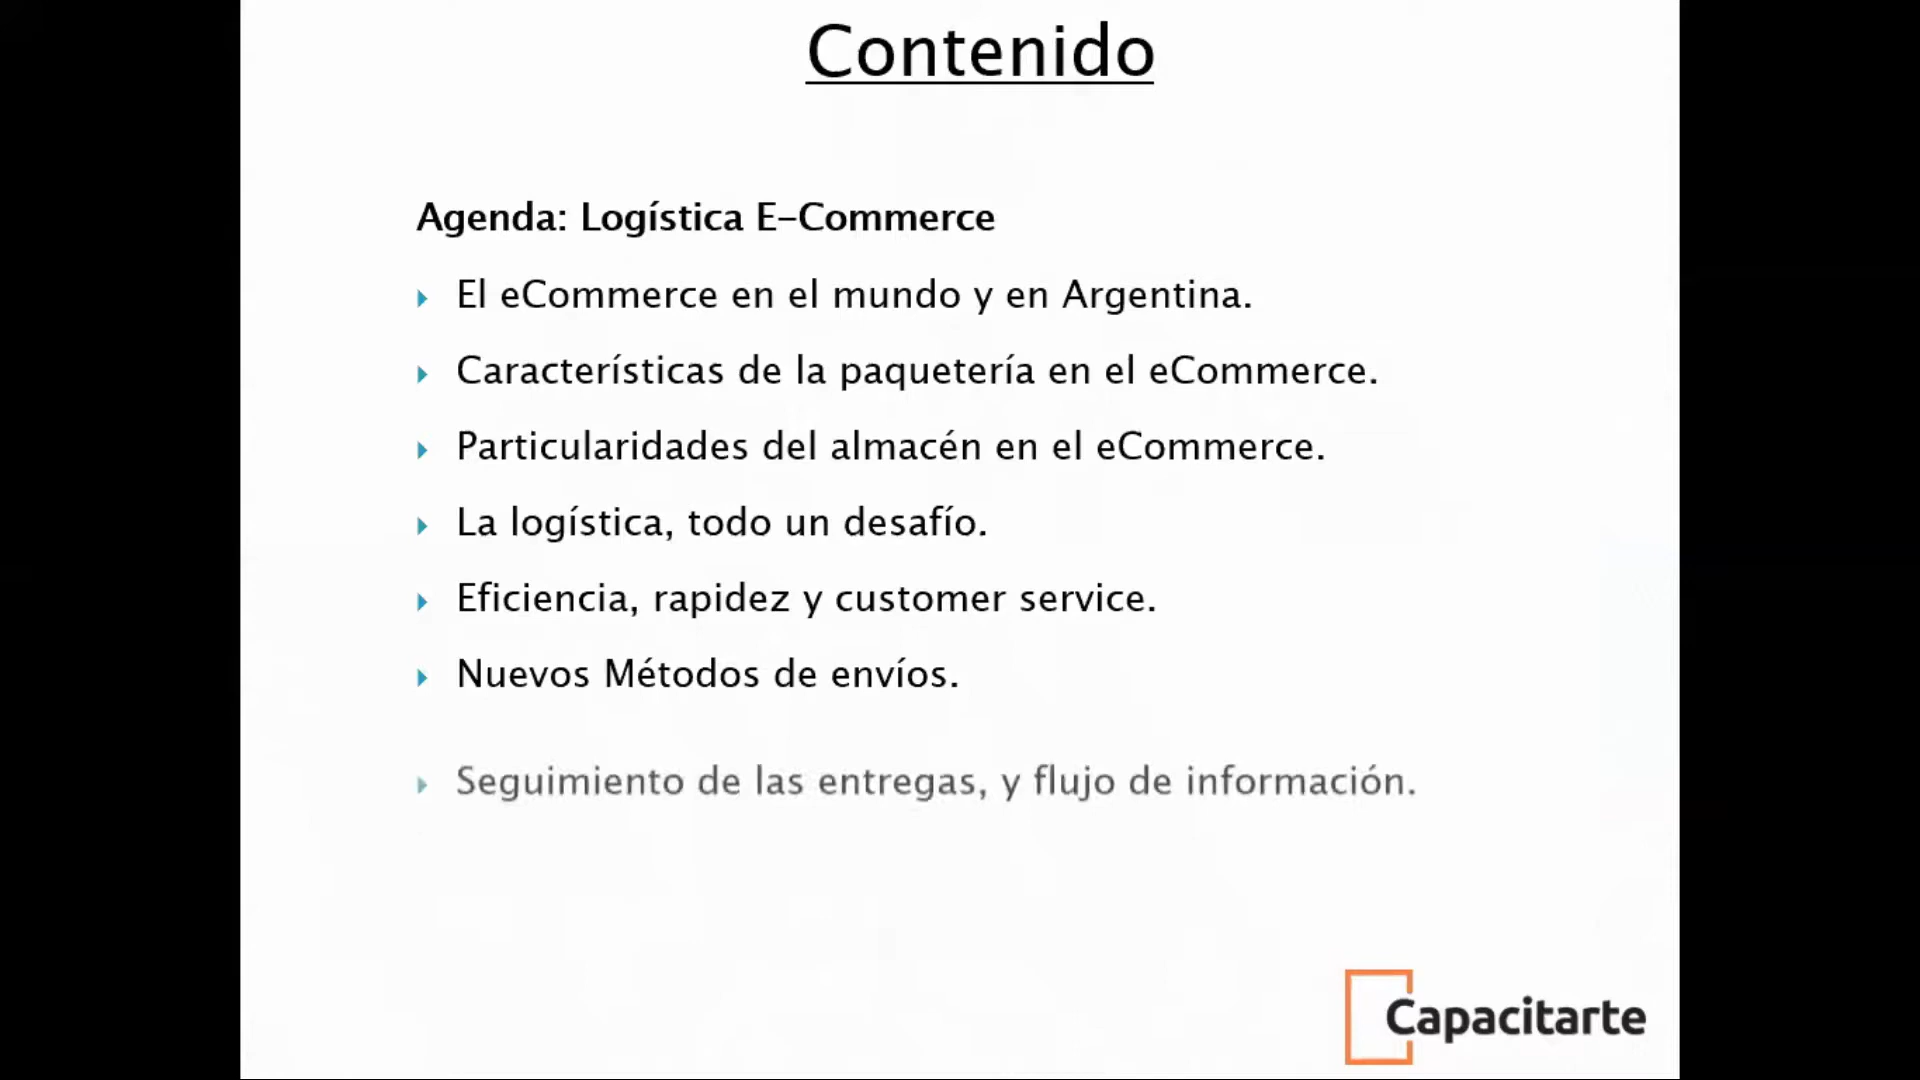 Contenido
Agenda: Logística E-Commerce
El eCommerce en el mundo y en Argentina.
Características de la paquetería en el eCommerce.
Particularidades del almacén en el eCommerce.
La logística, todo un desafío.
Eficiencia, rapidez y customer service.
Nuevos Métodos de envíos.
Seguimiento de las entregas, y flujo de información.
Capacitarte